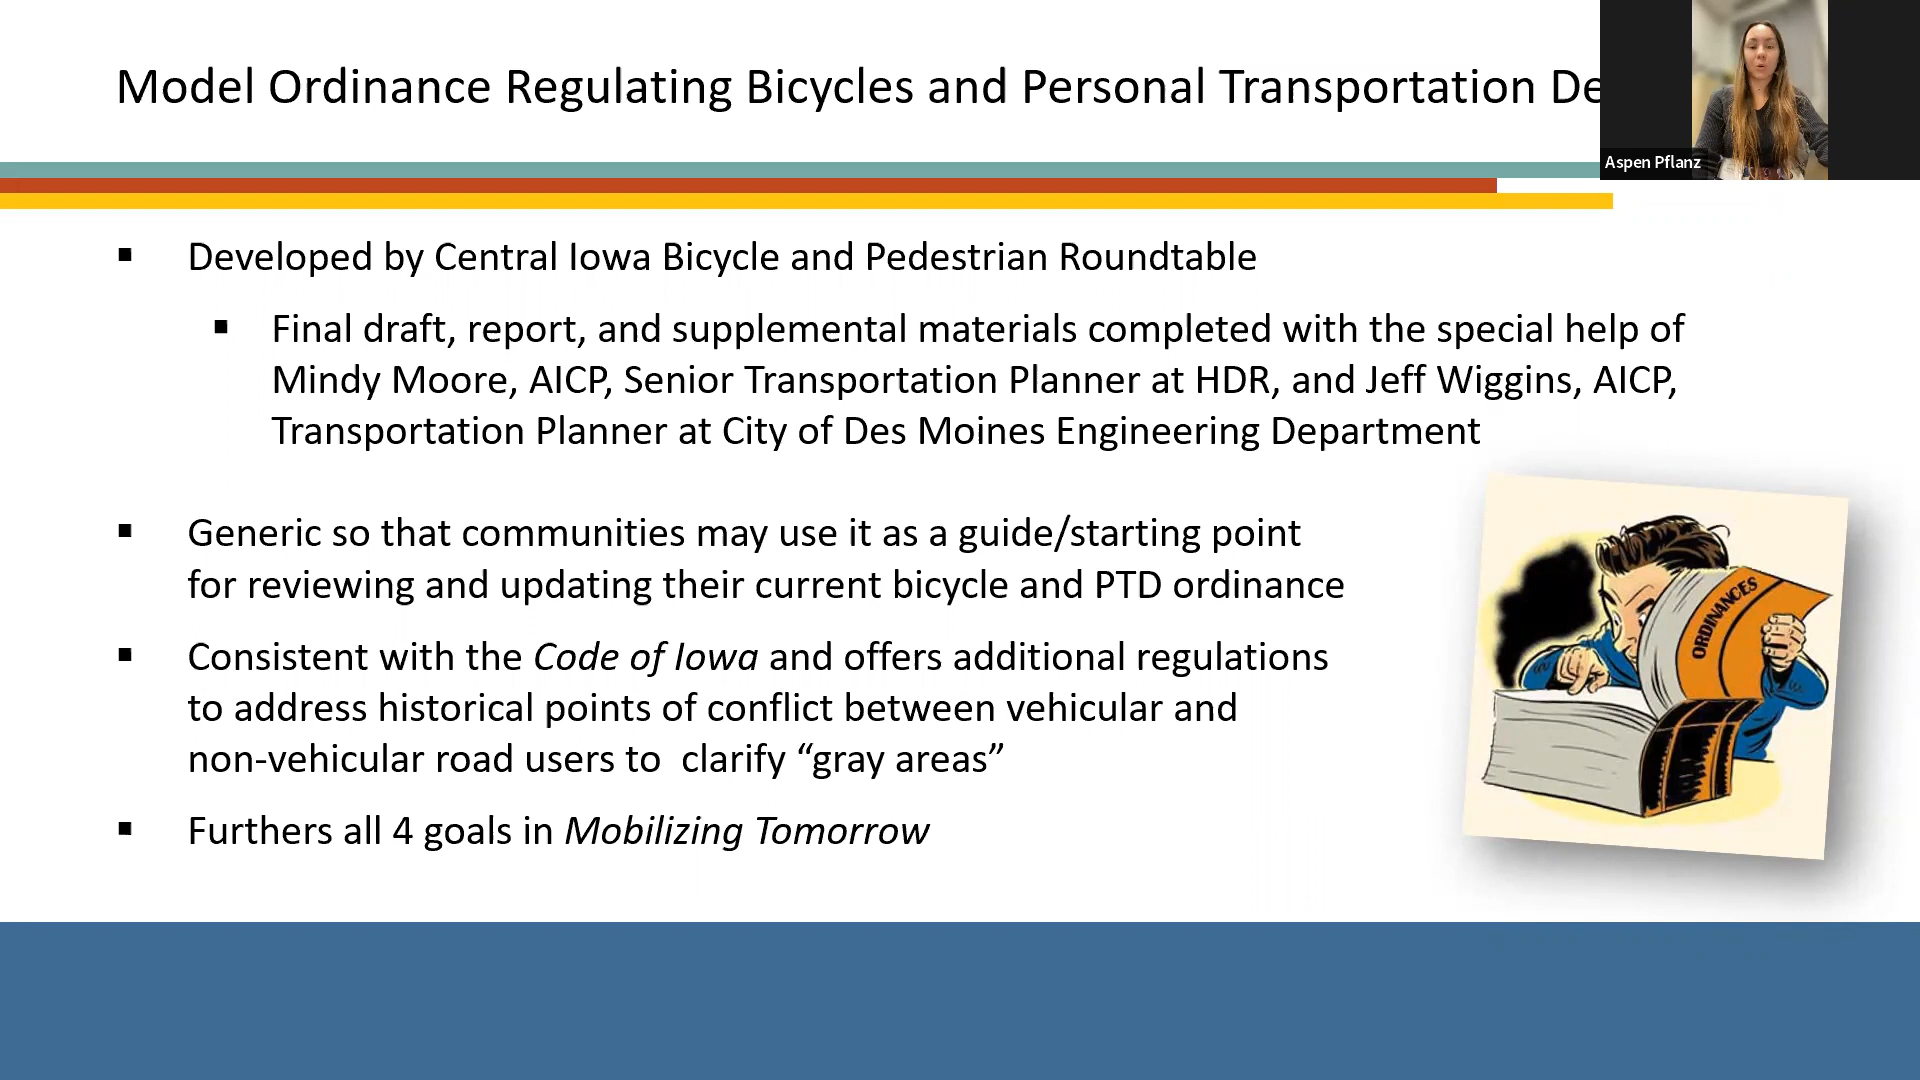 Model Ordinance Regulating Bicycles and Personal Transportation De
Aspen Pflanz
▪ Developed by Central Iowa Bicycle and Pedestrian Roundtable
▪ Final draft, report, and supplemental materials completed with the special help of
Mindy Moore, AICP, Senior Transportation Planner at HDR, and Jeff Wiggins, AICP,
Transportation Planner at City of Des Moines Engineering Department
▪ Generic so that communities may use it as a guide/starting point
for reviewing and updating their current bicycle and PTD ordinance
▪ Consistent with the Code of Iowa and offers additional regulations
to address historical points of conflict between vehicular and
non-vehicular road users to  clarify “gray areas”
▪ Furthers all 4 goals in Mobilizing Tomorrow
ORDINANCES